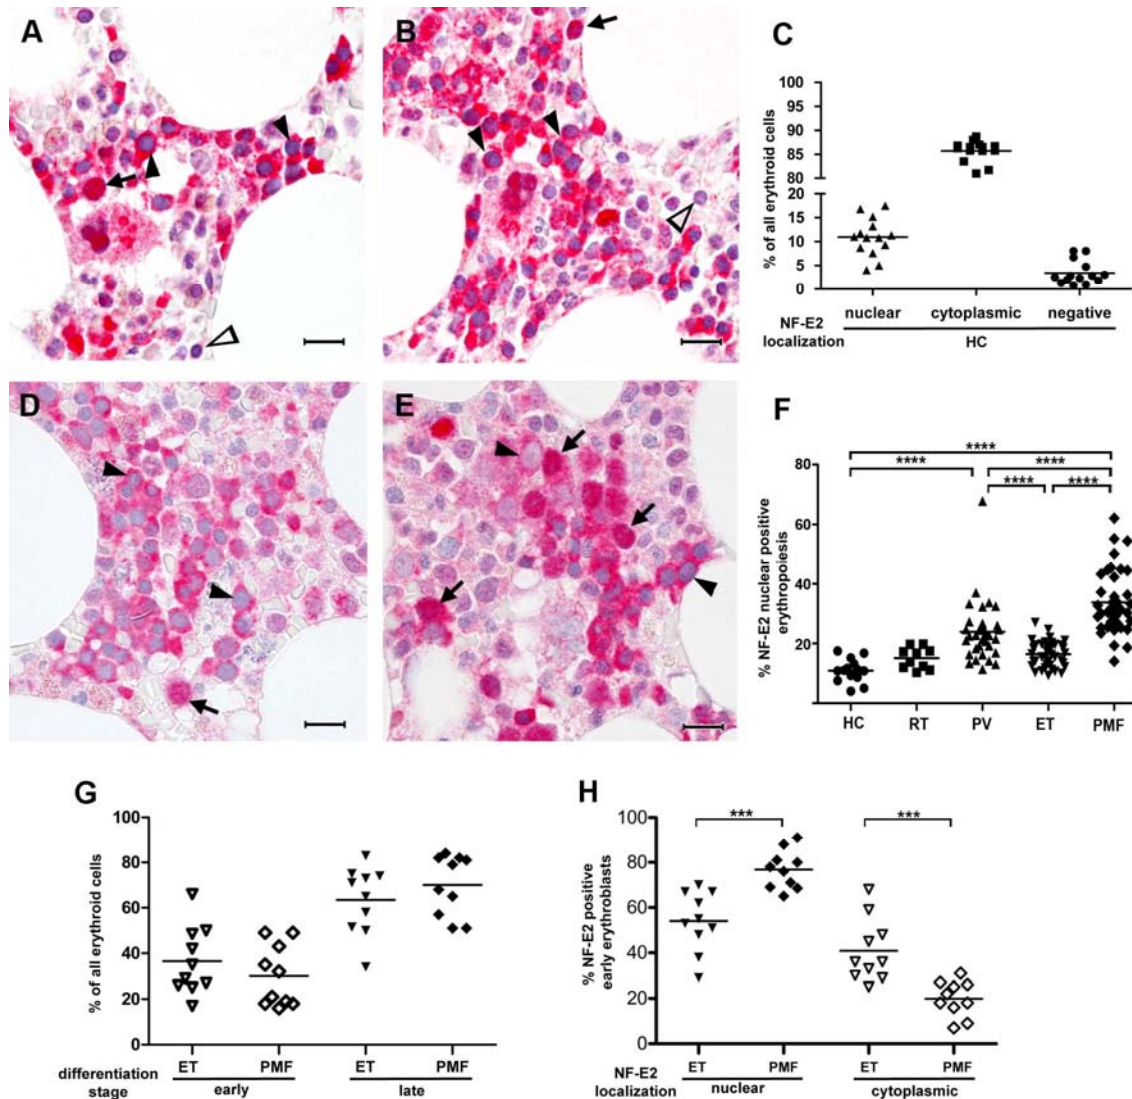 A
B
C
% of all erythroid cells
100
95
90
85
80
20
15
10
5
0
nuclear cytoplasmic negative
NF-E2
localization
HC
D
E
F
% NF-E2 nuclear positive
erythropoiesis
80
60
40
20
****
**** ****
**** ****
HC RT PV ET PMF
G
% of all erythroid cells
100
80
60
40
20
0
ET PMF ET PMF
differentiation
stage
early late
H
% NF-E2 positive
early erythroblasts
100
80
60
40
20
0
*** ***
ET PMF ET PMF
NF-E2
localization
nuclear cytoplasmic